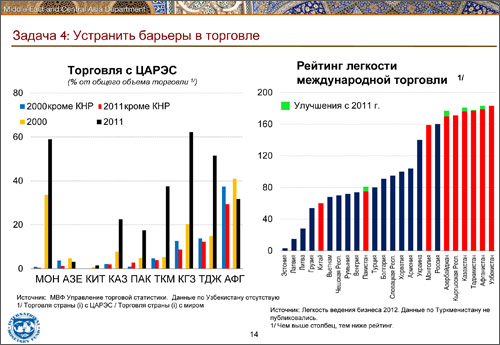 Middle East and Central Asia Department
Задача 4: Устранить барьеры в торговле
Торговля с ЦАРЭС
(% от общего объема торговли 1/)
80
60
40
20
0
2000кроме КНР
2011кроме КНР
2000
2011
МОН АЗЕ КИТ КАЗ ПАК ТКМ КГЗ ТДЖ АФГ
Источник: МВФ Управление торговой статистики. Данные по Узбекистану отсутствую
1/ Торговля страны (i) с ЦАРЭС / Торговля страны (i) с миром
Рейтинг легкости
международной торговли 1/
200
160
120
80
40
0
Улучшения с 2011 г.
Эстония
Латвия
Литва
Грузия
Китай
Вьетнам
Чешская Респ.
Румыния
Венгрия
Пакистан
Турция
Болгария
Словацкая Респ.
Хорватия
Армения
Украина
Монголия
Россия
Азербайджан
Кыргызская Респ.
Казахстан
Таджикистан
Афганистан
Узбекистан
Источник: Легкость ведения бизнеса 2012. Данные по Туркменистану не
публиковались.
1/ Чем выше столбец, тем ниже рейтинг.
INTERNATIONAL
MONETARY FUND
14